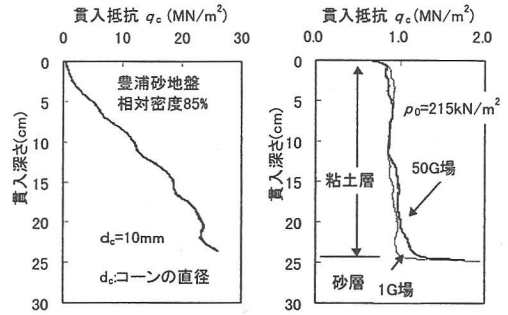 貫入抵抗 qc (MN/m²)
0 10 20 30
貫入深さ(cm)
0
5
10
15
20
25
30
豊浦砂地盤
相対密度85%
dc=10mm
dc:コーンの直径
貫入抵抗 qc (MN/m²)
0.0 1.0 2.0
貫入深さ(cm)
0
5
10
15
20
25
30
p₀=215kN/m²
粘土層
50G場
砂層
1G場